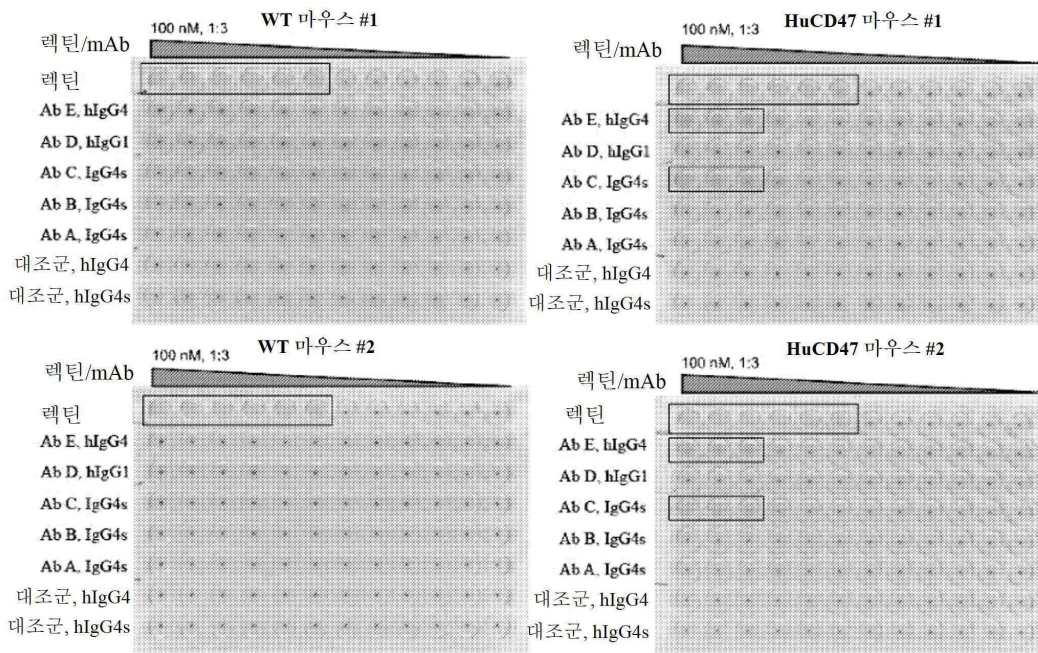 WT 마우스 #1
100 nM, 1:3
렉틴/mAb
렉틴
Ab E, hIgG4
Ab D, hIgG1
Ab C, IgG4s
Ab B, IgG4s
Ab A, IgG4s
대조군, hIgG4
대조군, hIgG4s
HuCD47 마우스 #1
100 nM, 1:3
렉틴/mAb
Ab E, hIgG4
Ab D, hIgG1
Ab C, IgG4s
Ab B, IgG4s
Ab A, IgG4s
대조군, hIgG4
대조군, hIgG4s
WT 마우스 #2
100 nM, 1:3
렉틴/mAb
렉틴
Ab E, hIgG4
Ab D, hIgG1
Ab C, IgG4s
Ab B, IgG4s
Ab A, IgG4s
대조군, hIgG4
대조군, hIgG4s
HuCD47 마우스 #2
100 nM, 1:3
렉틴/mAb
렉틴
Ab E, hIgG4
Ab D, hIgG1
Ab C, IgG4s
Ab B, IgG4s
Ab A, IgG4s
대조군, hIgG4
대조군, hIgG4s